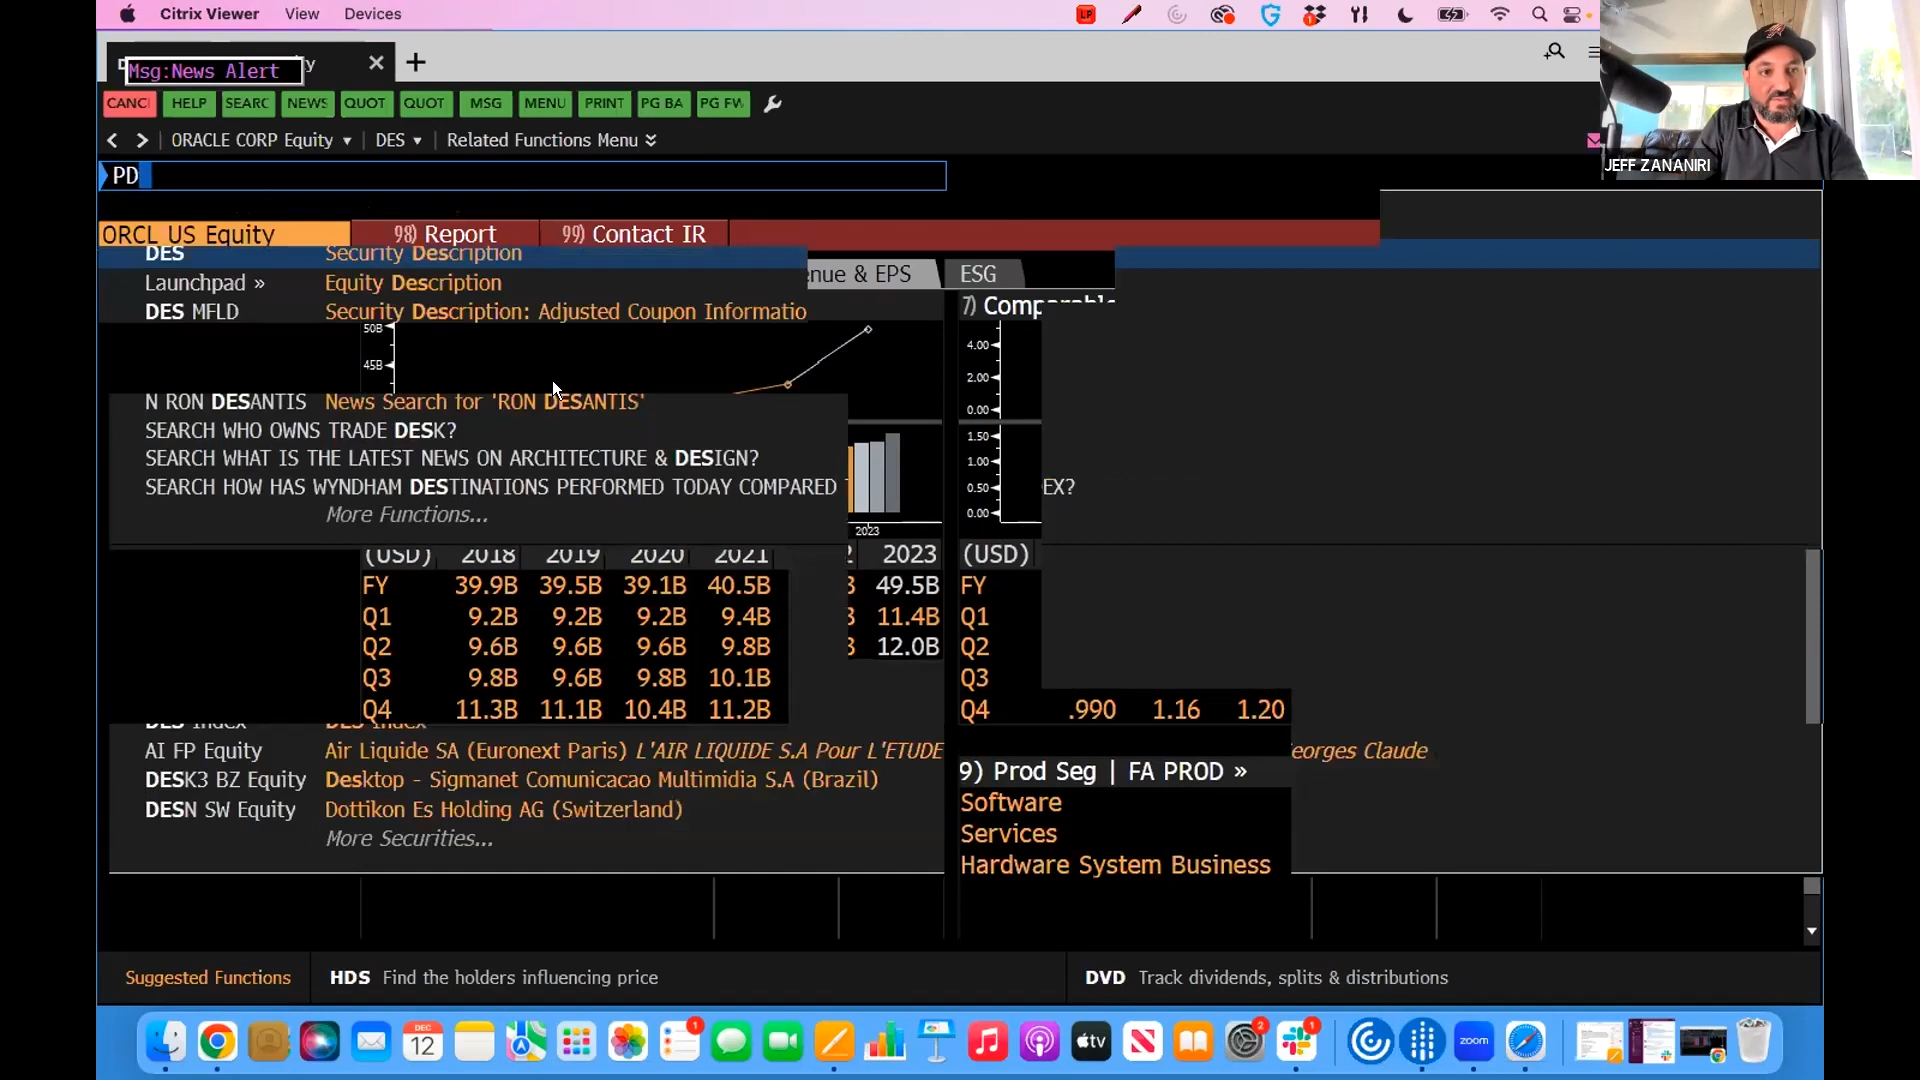 Citrix Viewer View Devices
Msg:News Alert
CANC HELP SEARC NEWS QUOT QUOT MSG MENU PRINT PG BA PG FW
ORACLE CORP Equity DES Related Functions Menu
JEFF ZANANIRI
PD
ORCL US Equity 98) Report 99) Contact IR
DES Security Description
Launchpad » Equity Description
enue & EPS ESG
DES MFLD Security Description: Adjusted Coupon Informatio
7) Comparable
50B
4.00
45B
2.00
0.00
N RON DESANTIS News Search for 'RON DESANTIS'
SEARCH WHO OWNS TRADE DESK?
1.50
SEARCH WHAT IS THE LATEST NEWS ON ARCHITECTURE & DESIGN?
1.00
SEARCH HOW HAS WYNDHAM DESTINATIONS PERFORMED TODAY COMPARED EX?
0.50
More Functions...
0.00
2023
(USD) 2018 2019 2020 2021 2023 (USD)
FY 39.9B 39.5B 39.1B 40.5B 49.5B FY
Q1 9.2B 9.2B 9.2B 9.4B 11.4B Q1
Q2 9.6B 9.6B 9.6B 9.8B 12.0B Q2
Q3 9.8B 9.6B 9.8B 10.1B Q3
Q4 11.3B 11.1B 10.4B 11.2B Q4 .990 1.16 1.20
DES Index DES Index
AI FP Equity Air Liquide SA (Euronext Paris) L'AIR LIQUIDE S.A Pour L'ETUDE eorges Claude
9) Prod Seg | FA PROD »
DESK3 BZ Equity Desktop - Sigmanet Comunicacao Multimidia S.A (Brazil)
Software
DESN SW Equity Dottikon Es Holding AG (Switzerland)
Services
More Securities...
Hardware System Business
Suggested Functions HDS Find the holders influencing price DVD Track dividends, splits & distributions
DEC
12
tv
zoom